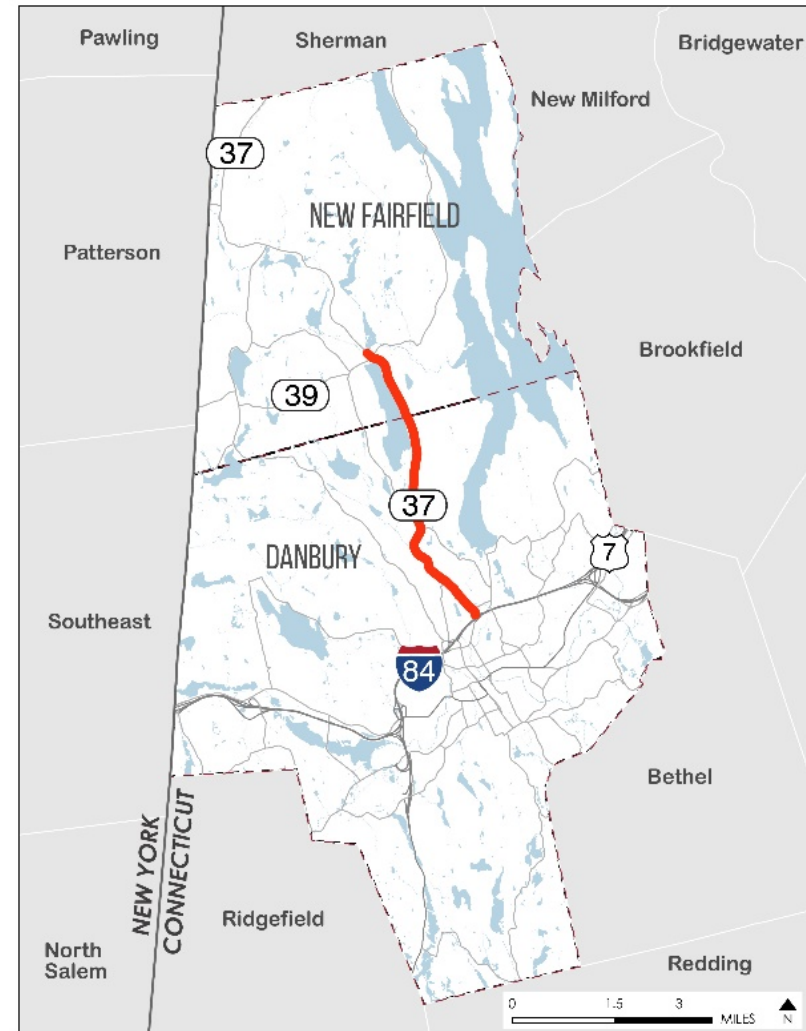 Pawling
Sherman
Bridgewater
New Milford
37
NEW FAIRFIELD
Patterson
Brookfield
39
37
DANBURY
7
Southeast
84
Bethel
NEW YORK
CONNECTICUT
Ridgefield
North
Salem
Redding
0 1.5 3
MILES N